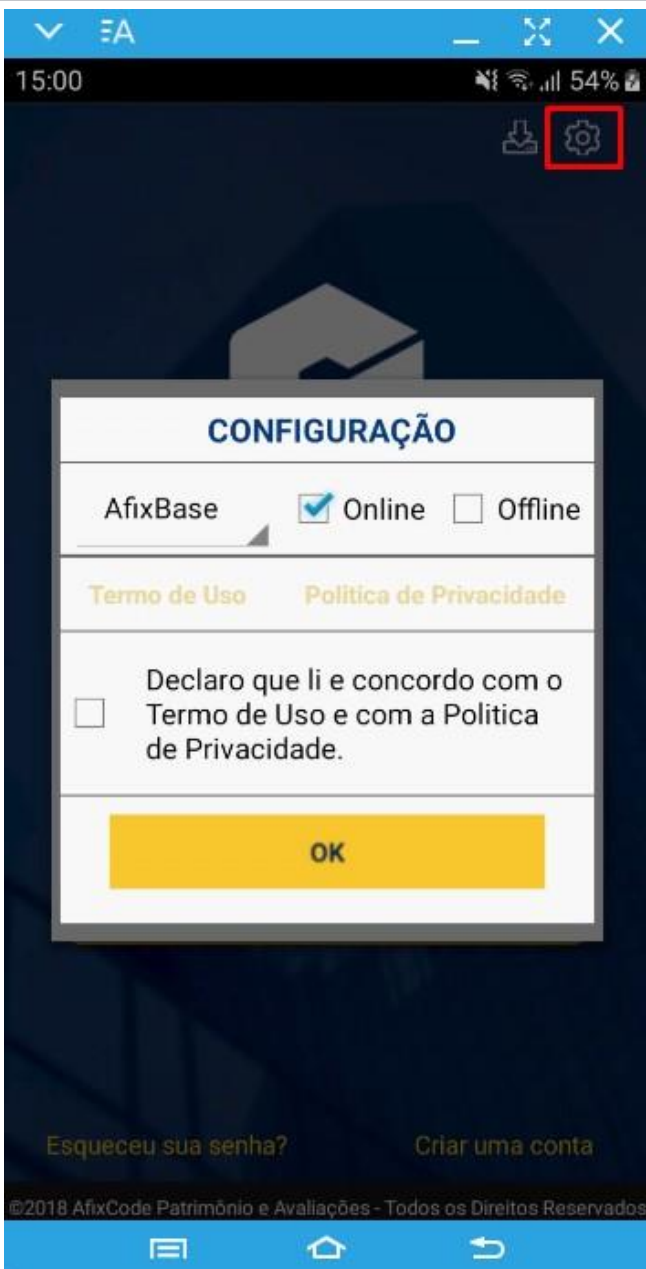 ΞA
15:00
54%
CONFIGURAÇÃO
AfixBase Online Offline
Termo de Uso Politica de Privacidade
Declaro que li e concordo com o
Termo de Uso e com a Politica
de Privacidade.
OK
Esqueceu sua senha? Criar uma conta
©2018 AfixCode Patrimônio e Avaliações - Todos os Direitos Reservados